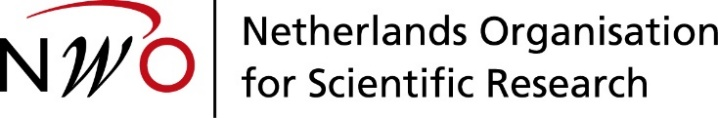 NWO
Netherlands Organisation
for Scientific Research